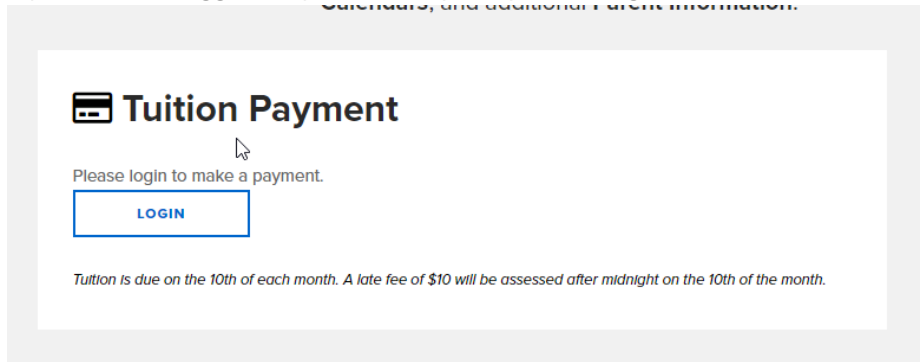 Calendars, and additional Parent Information.
Tuition Payment
Please login to make a payment.
LOGIN
Tuition is due on the 10th of each month. A late fee of $10 will be assessed after midnight on the 10th of the month.